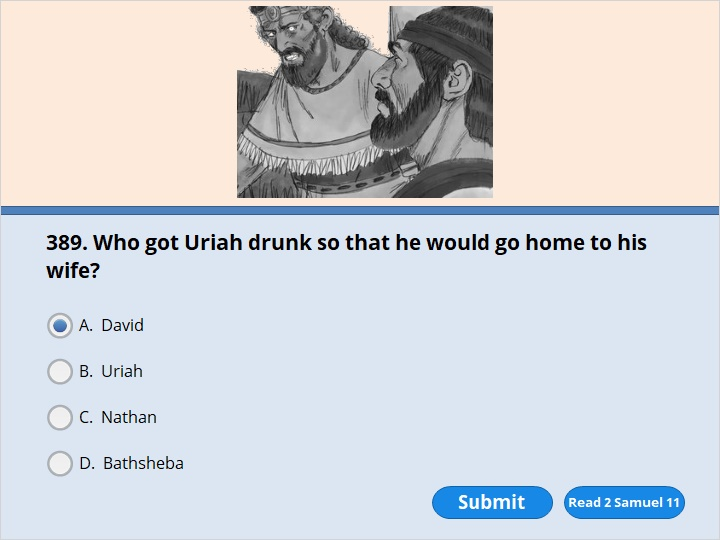 389. Who got Uriah drunk so that he would go home to his
wife?
A. David
B. Uriah
C. Nathan
D. Bathsheba
Submit
Read 2 Samuel 11